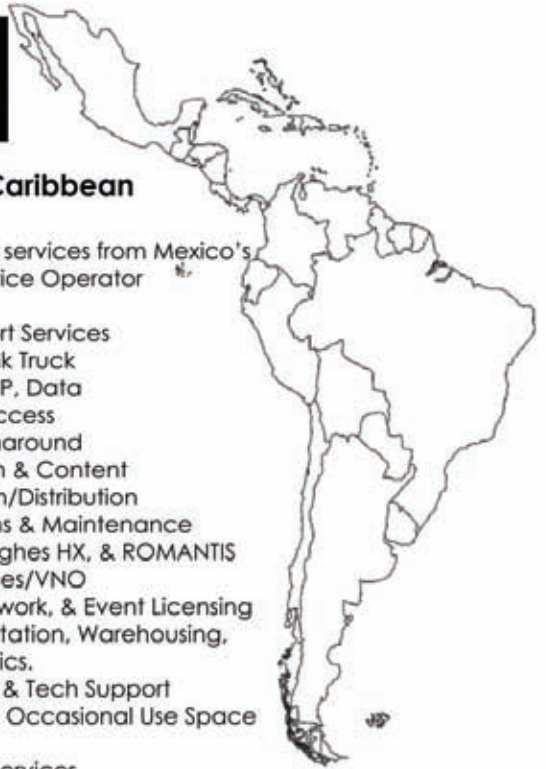 Caribbean
services from Mexico's
ice Operator
rt Services
k Truck
P, Data
ccess
naround
n & Content
n/Distribution
ns & Maintenance
ghes HX, & ROMANTIS
es/VNO
work, & Event Licensing
tation, Warehousing,
ics.
& Tech Support
Occasional Use Space
ervices